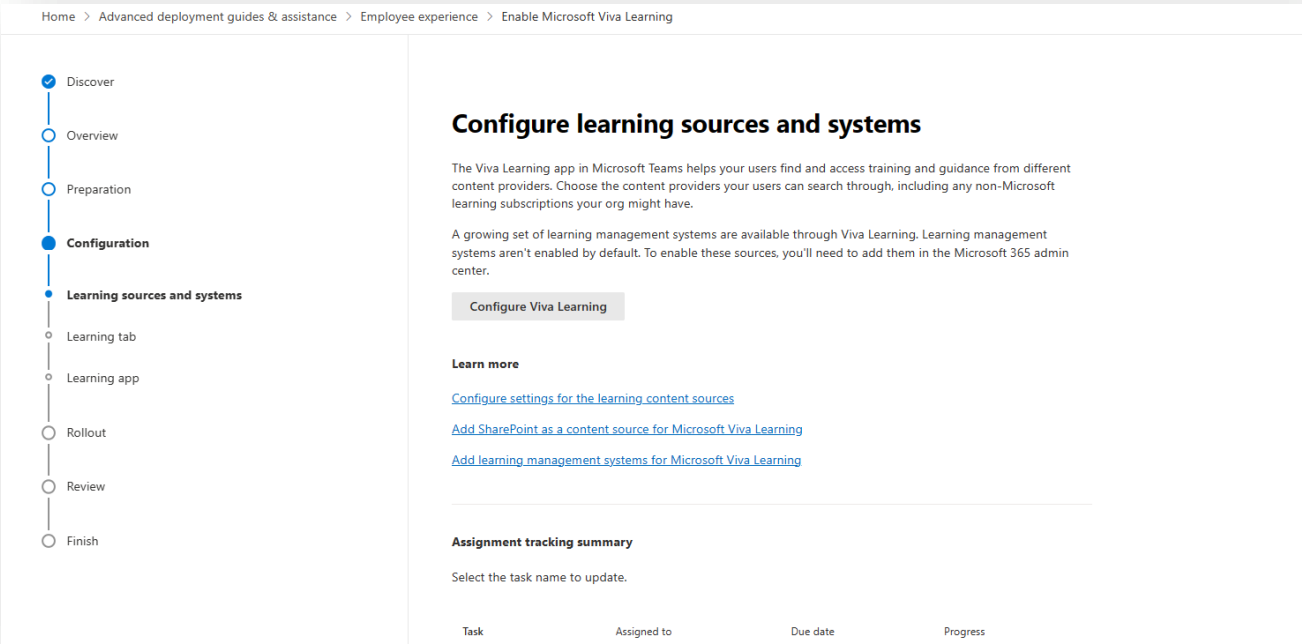 Home > Advanced deployment guides & assistance > Employee experience > Enable Microsoft Viva Learning
Discover
Overview
Preparation
Configuration
Learning sources and systems
Learning tab
Learning app
Rollout
Review
Finish
Configure learning sources and systems
The Viva Learning app in Microsoft Teams helps your users find and access training and guidance from different
content providers. Choose the content providers your users can search through, including any non-Microsoft
learning subscriptions your org might have.
A growing set of learning management systems are available through Viva Learning. Learning management
systems aren't enabled by default. To enable these sources, you'll need to add them in the Microsoft 365 admin
center.
Configure Viva Learning
Learn more
Configure settings for the learning content sources
Add SharePoint as a content source for Microsoft Viva Learning
Add learning management systems for Microsoft Viva Learning
Assignment tracking summary
Select the task name to update.
Task Assigned to Due date Progress